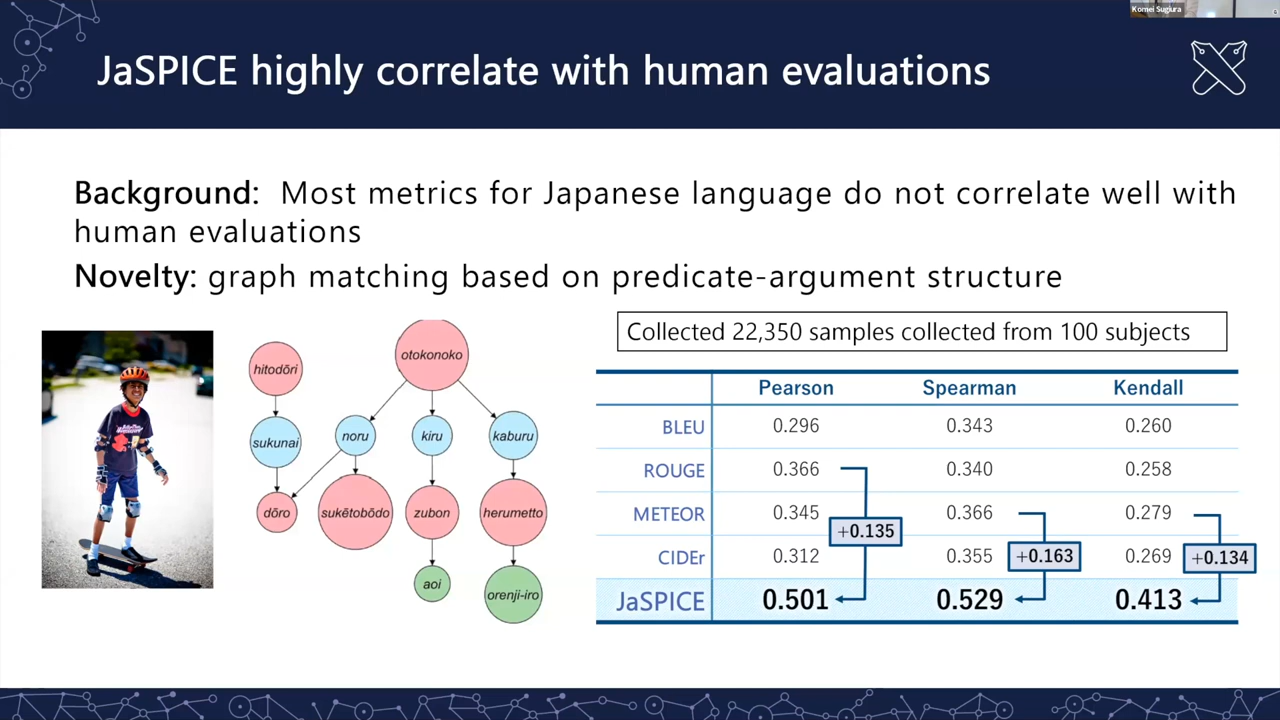 Komei Sugiura
JaSPICE highly correlate with human evaluations
Background: Most metrics for Japanese language do not correlate well with
human evaluations
Novelty: graph matching based on predicate-argument structure
hitodōri
otokonoko
sukunai
noru
kiru
kaburu
dōro
sukētobōdo
zubon
herumetto
aoi
orenji-iro
Collected 22,350 samples collected from 100 subjects
Pearson Spearman Kendall
BLEU 0.296 0.343 0.260
ROUGE 0.366 0.340 0.258
METEOR 0.345 0.366 0.279
+0.135
CIDEr 0.312 0.355 0.269
+0.163
+0.134
JaSPICE 0.501 0.529 0.413